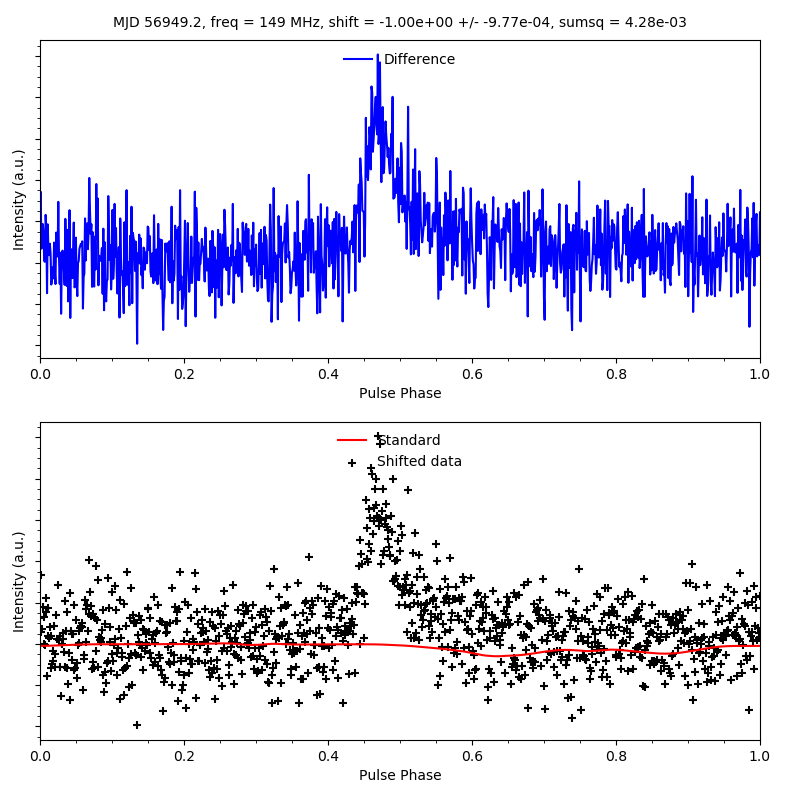 MJD 56949.2, freq = 149 MHz, shift = -1.00e+00 +/- -9.77e-04, sumsq = 4.28e-03
Difference
Intensity (a.u.)
0.0 0.2 0.4 0.6 0.8 1.0
Pulse Phase
Standard
Shifted data
Intensity (a.u.)
0.0 0.2 0.4 0.6 0.8 1.0
Pulse Phase